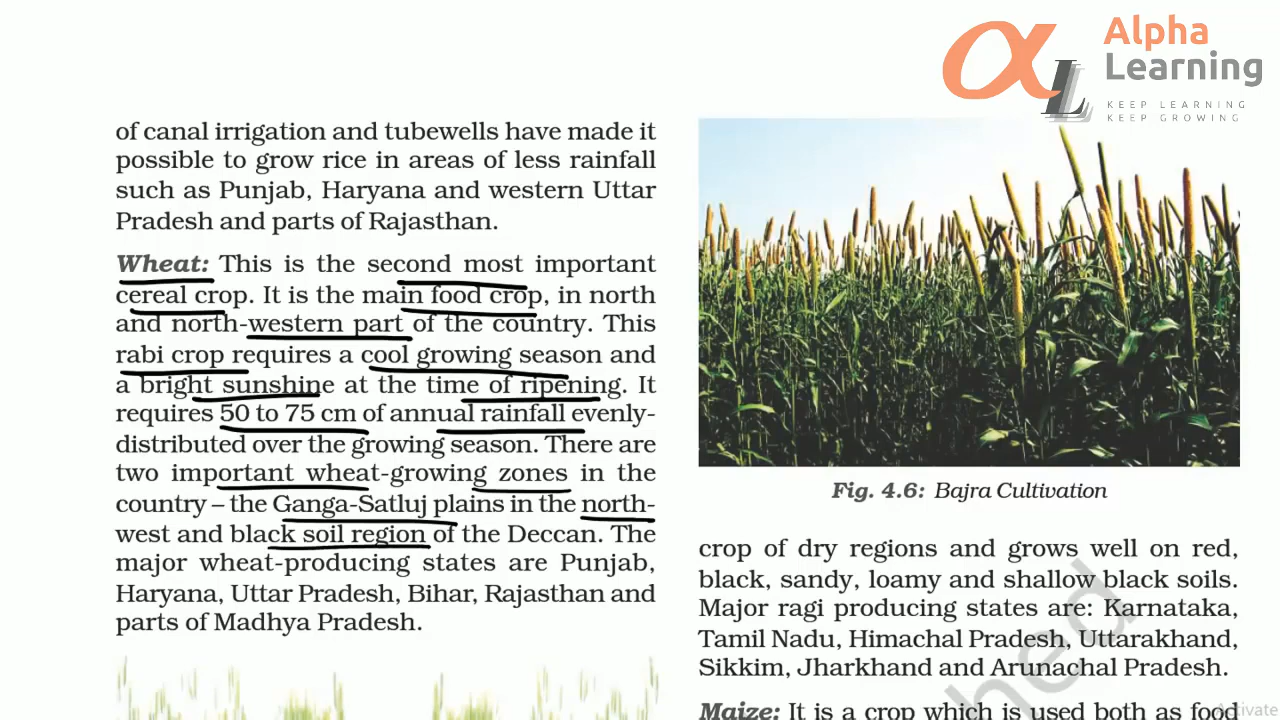 Alpha
Learning
KEEP LEARNING
KEEP GROWING
of canal irrigation and tubewells have made it
possible to grow rice in areas of less rainfall
such as Punjab, Haryana and western Uttar
Pradesh and parts of Rajasthan.
Wheat: This is the second most important
cereal crop. It is the main food crop, in north
and north-western part of the country. This
rabi crop requires a cool growing season and
a bright sunshine at the time of ripening. It
requires 50 to 75 cm of annual rainfall evenly-
distributed over the growing season. There are
two important wheat-growing zones in the
country – the Ganga-Satluj plains in the north-
west and black soil region of the Deccan. The
major wheat-producing states are Punjab,
Haryana, Uttar Pradesh, Bihar, Rajasthan and
parts of Madhya Pradesh.
Fig. 4.6: Bajra Cultivation
crop of dry regions and grows well on red,
black, sandy, loamy and shallow black soils.
Major ragi producing states are: Karnataka,
Tamil Nadu, Himachal Pradesh, Uttarakhand,
Sikkim, Jharkhand and Arunachal Pradesh.
Maize: It is a crop which is used both as food